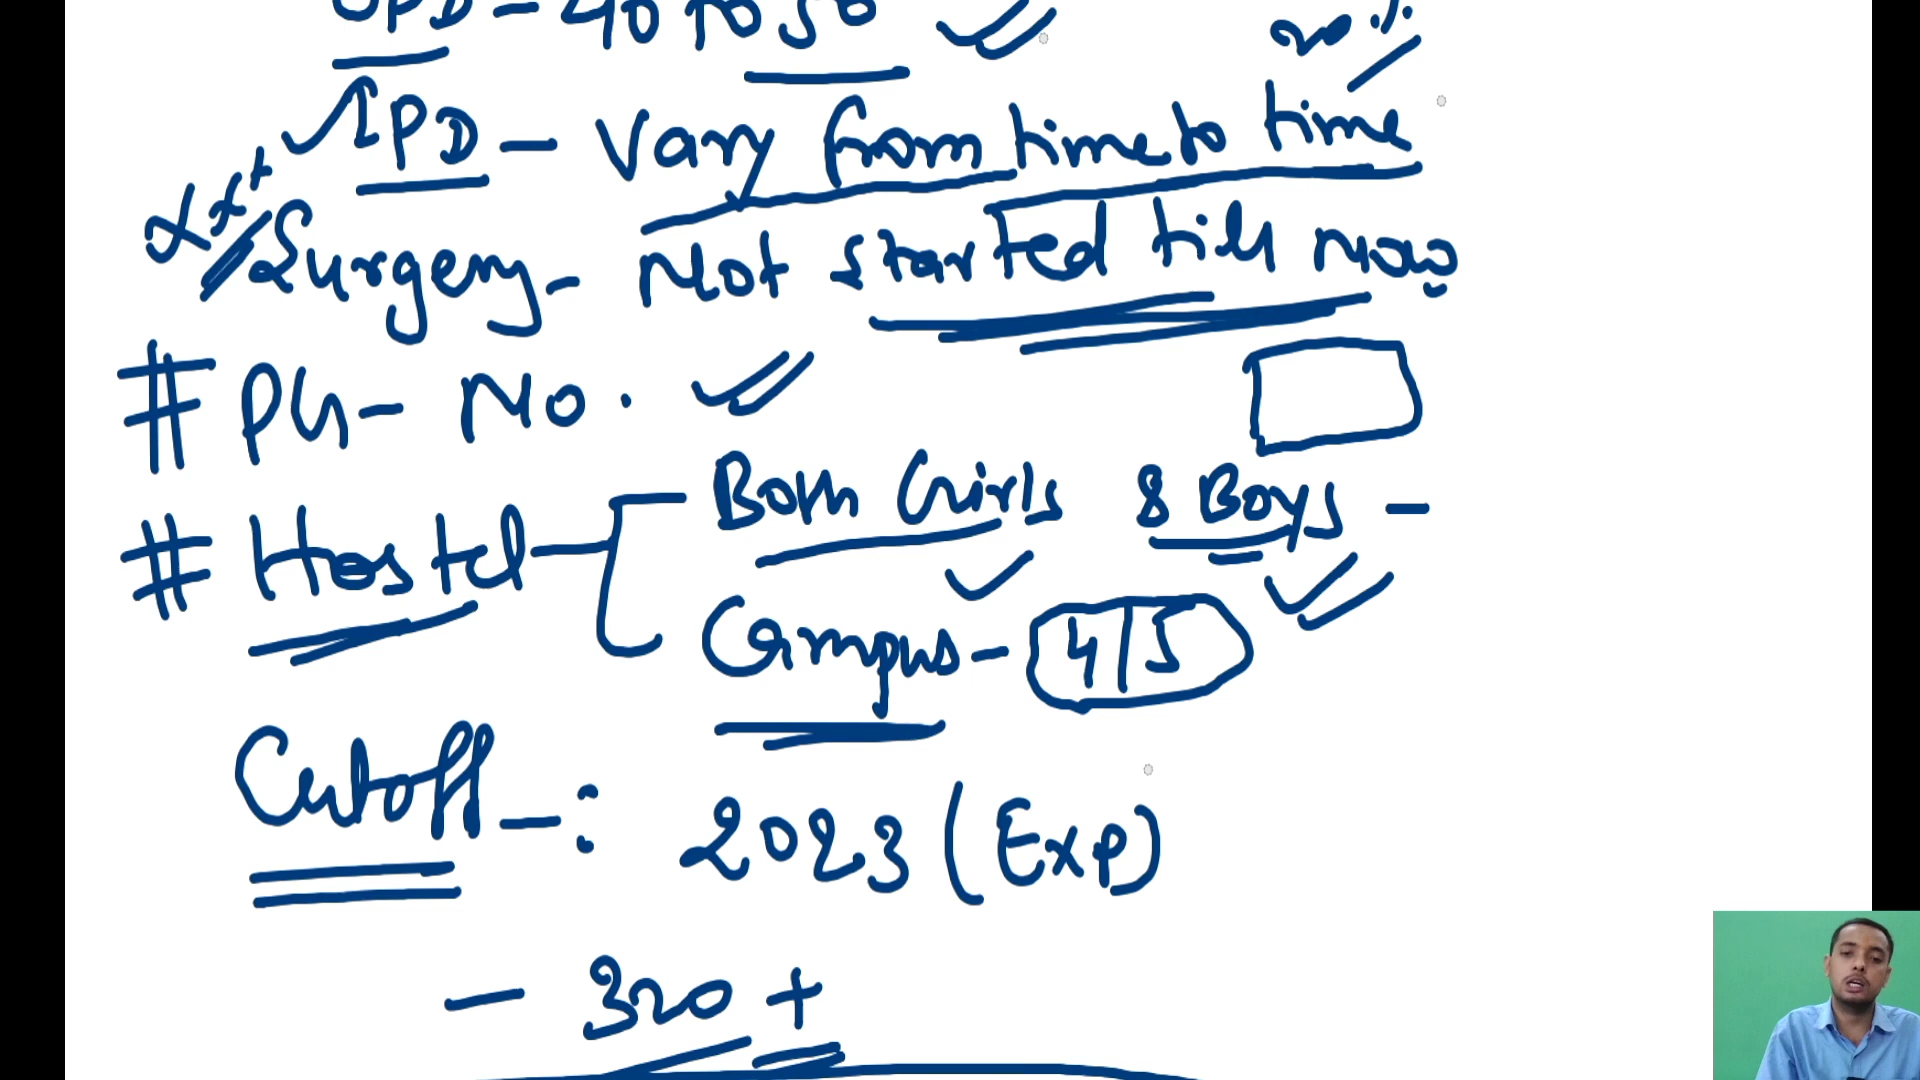 OPD - 40 to 50
20%
IPD - Vary from time to time
Surgery - Not started till now
# PG - No.
# Hostel - Both Girls & Boys -
Campus - 4/5
Cutoff - : 2023 (Exp)
- 320 +